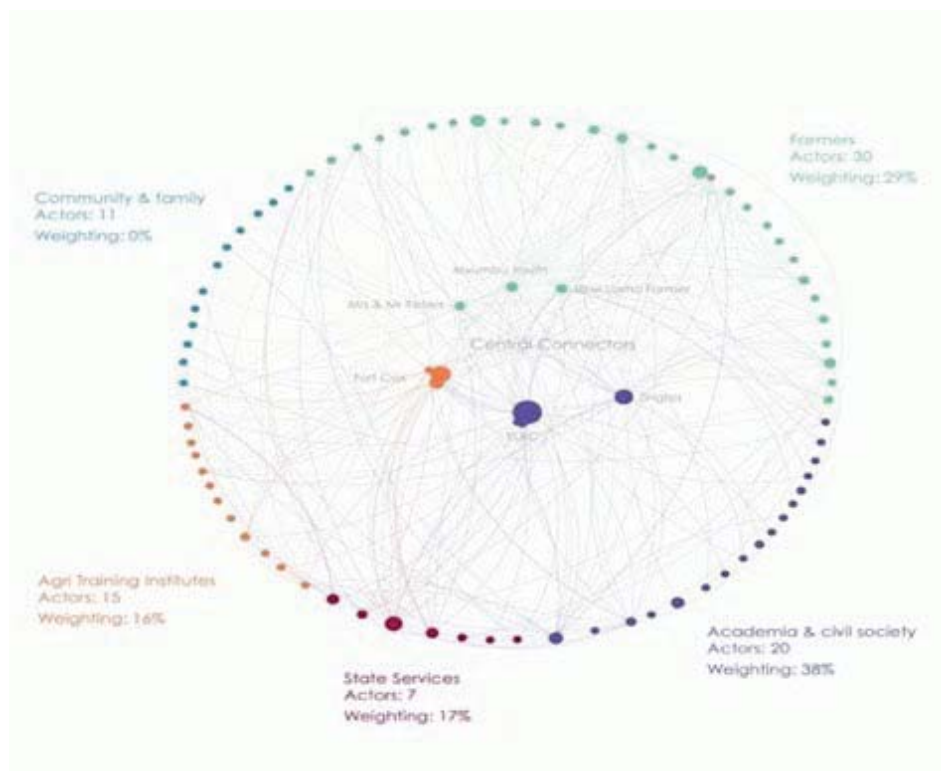 Farmers
Actors: 30
Weighting: 29%
Community & family
Actors: 11
Weighting: 0%
Central Connectors
Agri Training Institutes
Actors: 15
Weighting: 16%
Academia & civil society
Actors: 20
Weighting: 38%
State Services
Actors: 7
Weighting: 17%